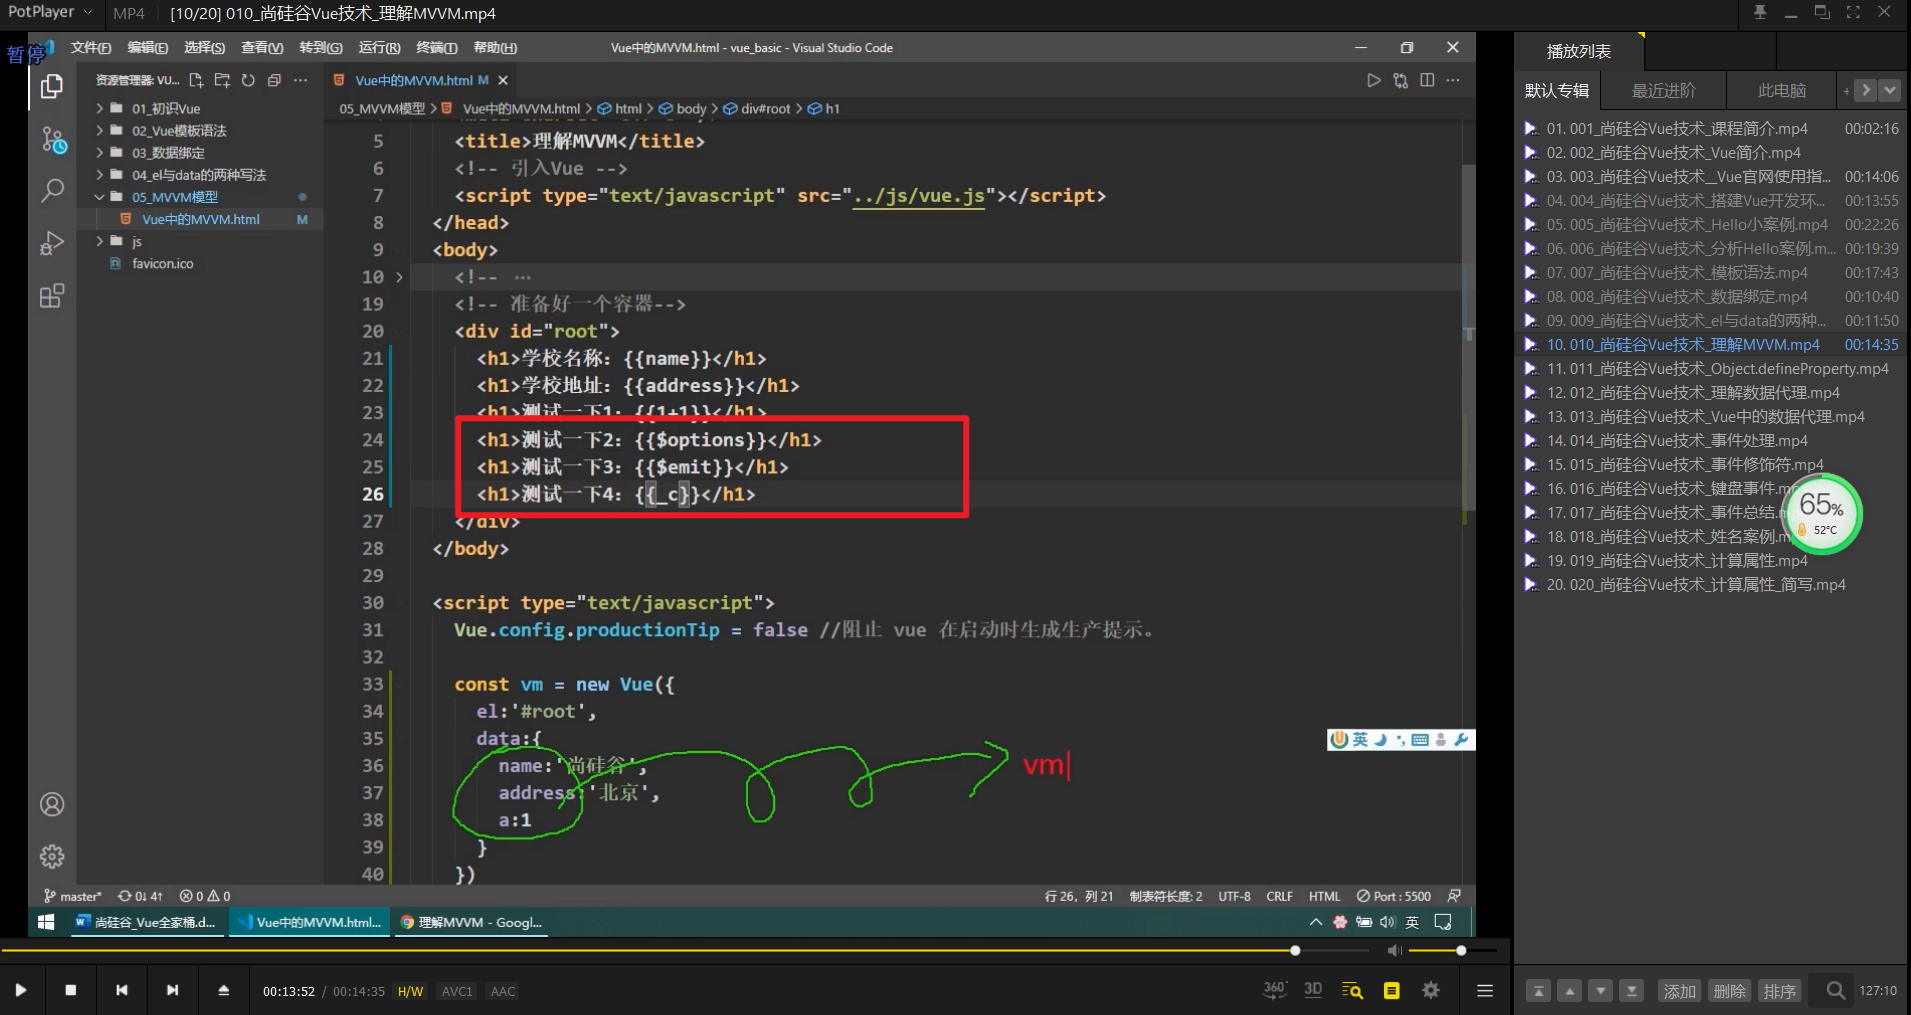 PotPlayer MP4 [10/20] 010_尚硅谷Vue技术_理解MVVM.mp4
暂停
文件(F) 编辑(E) 选择(S) 查看(V) 转到(G) 运行(R) 终端(T) 帮助(H) Vue中的MVVM.html - vue_basic - Visual Studio Code
资源管理器: VU...
01_初识Vue
02_Vue模板语法
03_数据绑定
04_el与data的两种写法
05_MVVM模型
Vue中的MVVM.html M
js
favicon.ico
Vue中的MVVM.html M
05_MVVM模型 > Vue中的MVVM.html > html > body > div#root > h1
5 <title>理解MVVM</title>
6 <!-- 引入Vue -->
7 <script type="text/javascript" src="../js/vue.js"></script>
8 </head>
9 <body>
10 <!-- ···
19 <!-- 准备好一个容器-->
20 <div id="root">
21 <h1>学校名称：{{name}}</h1>
22 <h1>学校地址：{{address}}</h1>
23 <h1>测试一下1：{{1+1}}</h1>
24 <h1>测试一下2：{{$options}}</h1>
25 <h1>测试一下3：{{$emit}}</h1>
26 <h1>测试一下4：{{_c}}</h1>
27 </div>
28 </body>
29
30 <script type="text/javascript">
31 Vue.config.productionTip = false //阻止 vue 在启动时生成生产提示。
32
33 const vm = new Vue({
34 el:'#root',
35 data:{
36 name:'尚硅谷',
37 address:'北京',
38 a:1
39 }
40 })
vm
英
master* 0↓ 4↑ 0 0 行 26，列 21 制表符长度: 2 UTF-8 CRLF HTML Port : 5500
尚硅谷_Vue全家桶.d... Vue中的MVVM.html... 理解MVVM - Googl... 英
00:13:52 / 00:14:35 H/W AVC1 AAC 360° 3D
播放列表
默认专辑 最近进阶 此电脑 +
01. 001_尚硅谷Vue技术_课程简介.mp4 00:02:16
02. 002_尚硅谷Vue技术_Vue简介.mp4
03. 003_尚硅谷Vue技术__Vue官网使用指... 00:14:06
04. 004_尚硅谷Vue技术_搭建Vue开发环... 00:13:55
05. 005_尚硅谷Vue技术_Hello小案例.mp4 00:22:26
06. 006_尚硅谷Vue技术_分析Hello案例.m... 00:19:39
07. 007_尚硅谷Vue技术_模板语法.mp4 00:17:43
08. 008_尚硅谷Vue技术_数据绑定.mp4 00:10:40
09. 009_尚硅谷Vue技术_el与data的两种... 00:11:50
10. 010_尚硅谷Vue技术_理解MVVM.mp4 00:14:35
11. 011_尚硅谷Vue技术_Object.defineProperty.mp4
12. 012_尚硅谷Vue技术_理解数据代理.mp4
13. 013_尚硅谷Vue技术_Vue中的数据代理.mp4
14. 014_尚硅谷Vue技术_事件处理.mp4
15. 015_尚硅谷Vue技术_事件修饰符.mp4
16. 016_尚硅谷Vue技术_键盘事件.mp4
17. 017_尚硅谷Vue技术_事件总结.m
18. 018_尚硅谷Vue技术_姓名案例.m
19. 019_尚硅谷Vue技术_计算属性.mp4
20. 020_尚硅谷Vue技术_计算属性_简写.mp4
65%
52°C
添加 删除 排序 127:10